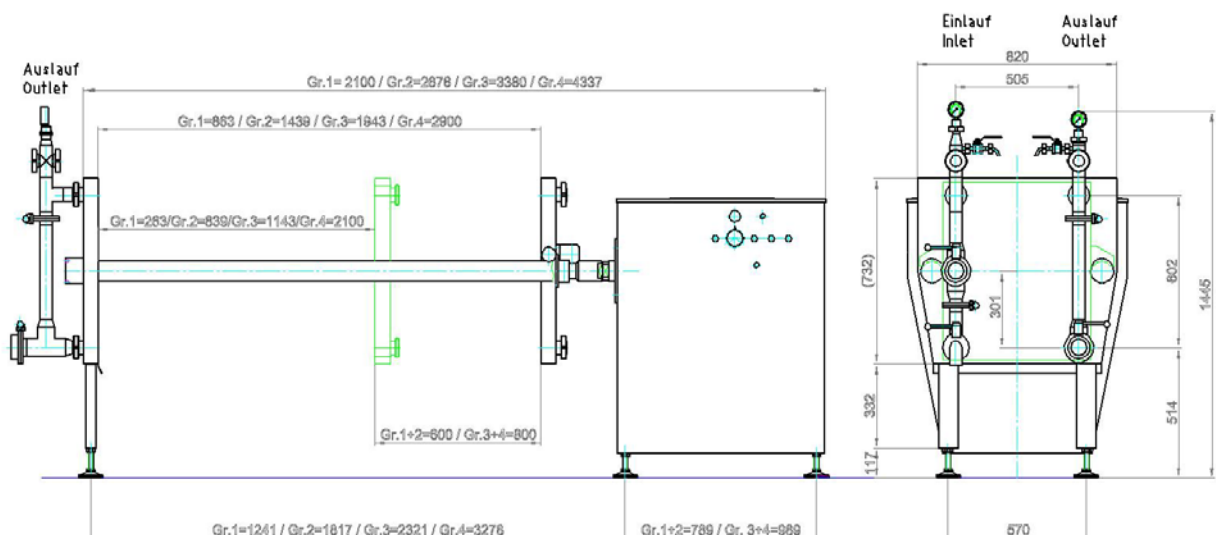 Auslauf
Outlet
Gr.1= 2100 / Gr.2=2676 / Gr.3=3380 / Gr.4=4337
Gr.1=863 / Gr.2=1439 / Gr.3=1943 / Gr.4=2900
Gr.1=263/Gr.2=839/Gr.3=1143/Gr.4=2100
Gr.1÷2=600 / Gr.3÷4=800
Gr.1=1241 / Gr.2=1817 / Gr.3=2321 / Gr.4=3278
Gr.1÷2=789 / Gr. 3÷4=989
Einlauf
Inlet
Auslauf
Outlet
820
505
(732)
301
602
1445
332
514
117
570